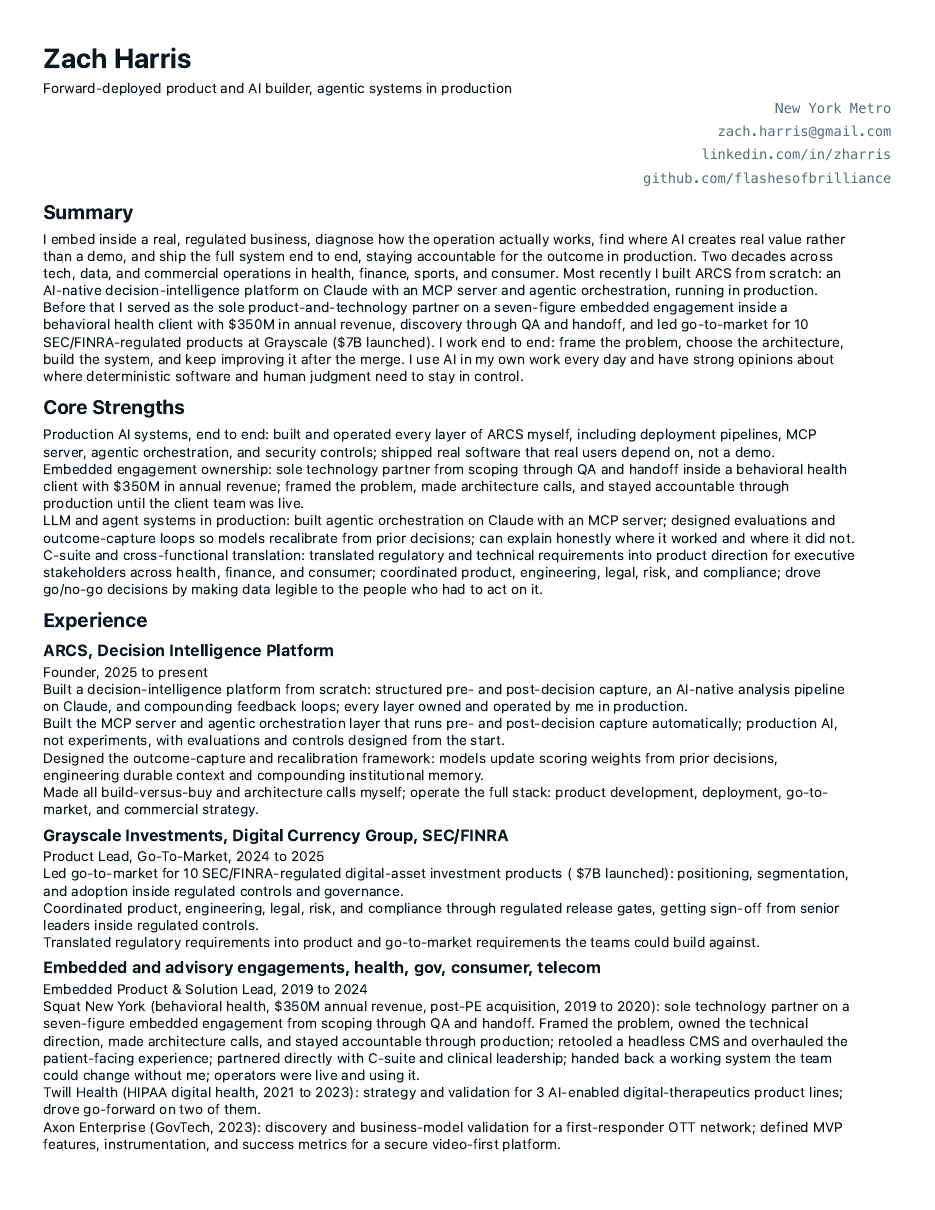 Zach Harris
Forward-deployed product and AI builder, agentic systems in production
New York Metro
zach.harris@gmail.com
linkedin.com/in/zharris
github.com/flashesofbrilliance
Summary
I embed inside a real, regulated business, diagnose how the operation actually works, find where AI creates real value rather
than a demo, and ship the full system end to end, staying accountable for the outcome in production. Two decades across
tech, data, and commercial operations in health, finance, sports, and consumer. Most recently I built ARCS from scratch: an
AI-native decision-intelligence platform on Claude with an MCP server and agentic orchestration, running in production.
Before that I served as the sole product-and-technology partner on a seven-figure embedded engagement inside a
behavioral health client with $350M in annual revenue, discovery through QA and handoff, and led go-to-market for 10
SEC/FINRA-regulated products at Grayscale ($7B launched). I work end to end: frame the problem, choose the architecture,
build the system, and keep improving it after the merge. I use AI in my own work every day and have strong opinions about
where deterministic software and human judgment need to stay in control.
Core Strengths
Production AI systems, end to end: built and operated every layer of ARCS myself, including deployment pipelines, MCP
server, agentic orchestration, and security controls; shipped real software that real users depend on, not a demo.
Embedded engagement ownership: sole technology partner from scoping through QA and handoff inside a behavioral health
client with $350M in annual revenue; framed the problem, made architecture calls, and stayed accountable through
production until the client team was live.
LLM and agent systems in production: built agentic orchestration on Claude with an MCP server; designed evaluations and
outcome-capture loops so models recalibrate from prior decisions; can explain honestly where it worked and where it did not.
C-suite and cross-functional translation: translated regulatory and technical requirements into product direction for executive
stakeholders across health, finance, and consumer; coordinated product, engineering, legal, risk, and compliance; drove
go/no-go decisions by making data legible to the people who had to act on it.
Experience
ARCS, Decision Intelligence Platform
Founder, 2025 to present
Built a decision-intelligence platform from scratch: structured pre- and post-decision capture, an AI-native analysis pipeline
on Claude, and compounding feedback loops; every layer owned and operated by me in production.
Built the MCP server and agentic orchestration layer that runs pre- and post-decision capture automatically; production AI,
not experiments, with evaluations and controls designed from the start.
Designed the outcome-capture and recalibration framework: models update scoring weights from prior decisions,
engineering durable context and compounding institutional memory.
Made all build-versus-buy and architecture calls myself; operate the full stack: product development, deployment, go-to-
market, and commercial strategy.
Grayscale Investments, Digital Currency Group, SEC/FINRA
Product Lead, Go-To-Market, 2024 to 2025
Led go-to-market for 10 SEC/FINRA-regulated digital-asset investment products ( $7B launched): positioning, segmentation,
and adoption inside regulated controls and governance.
Coordinated product, engineering, legal, risk, and compliance through regulated release gates, getting sign-off from senior
leaders inside regulated controls.
Translated regulatory requirements into product and go-to-market requirements the teams could build against.
Embedded and advisory engagements, health, gov, consumer, telecom
Embedded Product & Solution Lead, 2019 to 2024
Squat New York (behavioral health, $350M annual revenue, post-PE acquisition, 2019 to 2020): sole technology partner on a
seven-figure embedded engagement from scoping through QA and handoff. Framed the problem, owned the technical
direction, made architecture calls, and stayed accountable through production; retooled a headless CMS and overhauled the
patient-facing experience; partnered directly with C-suite and clinical leadership; handed back a working system the team
could change without me; operators were live and using it.
Twill Health (HIPAA digital health, 2021 to 2023): strategy and validation for 3 AI-enabled digital-therapeutics product lines;
drove go-forward on two of them.
Axon Enterprise (GovTech, 2023): discovery and business-model validation for a first-responder OTT network; defined MVP
features, instrumentation, and success metrics for a secure video-first platform.